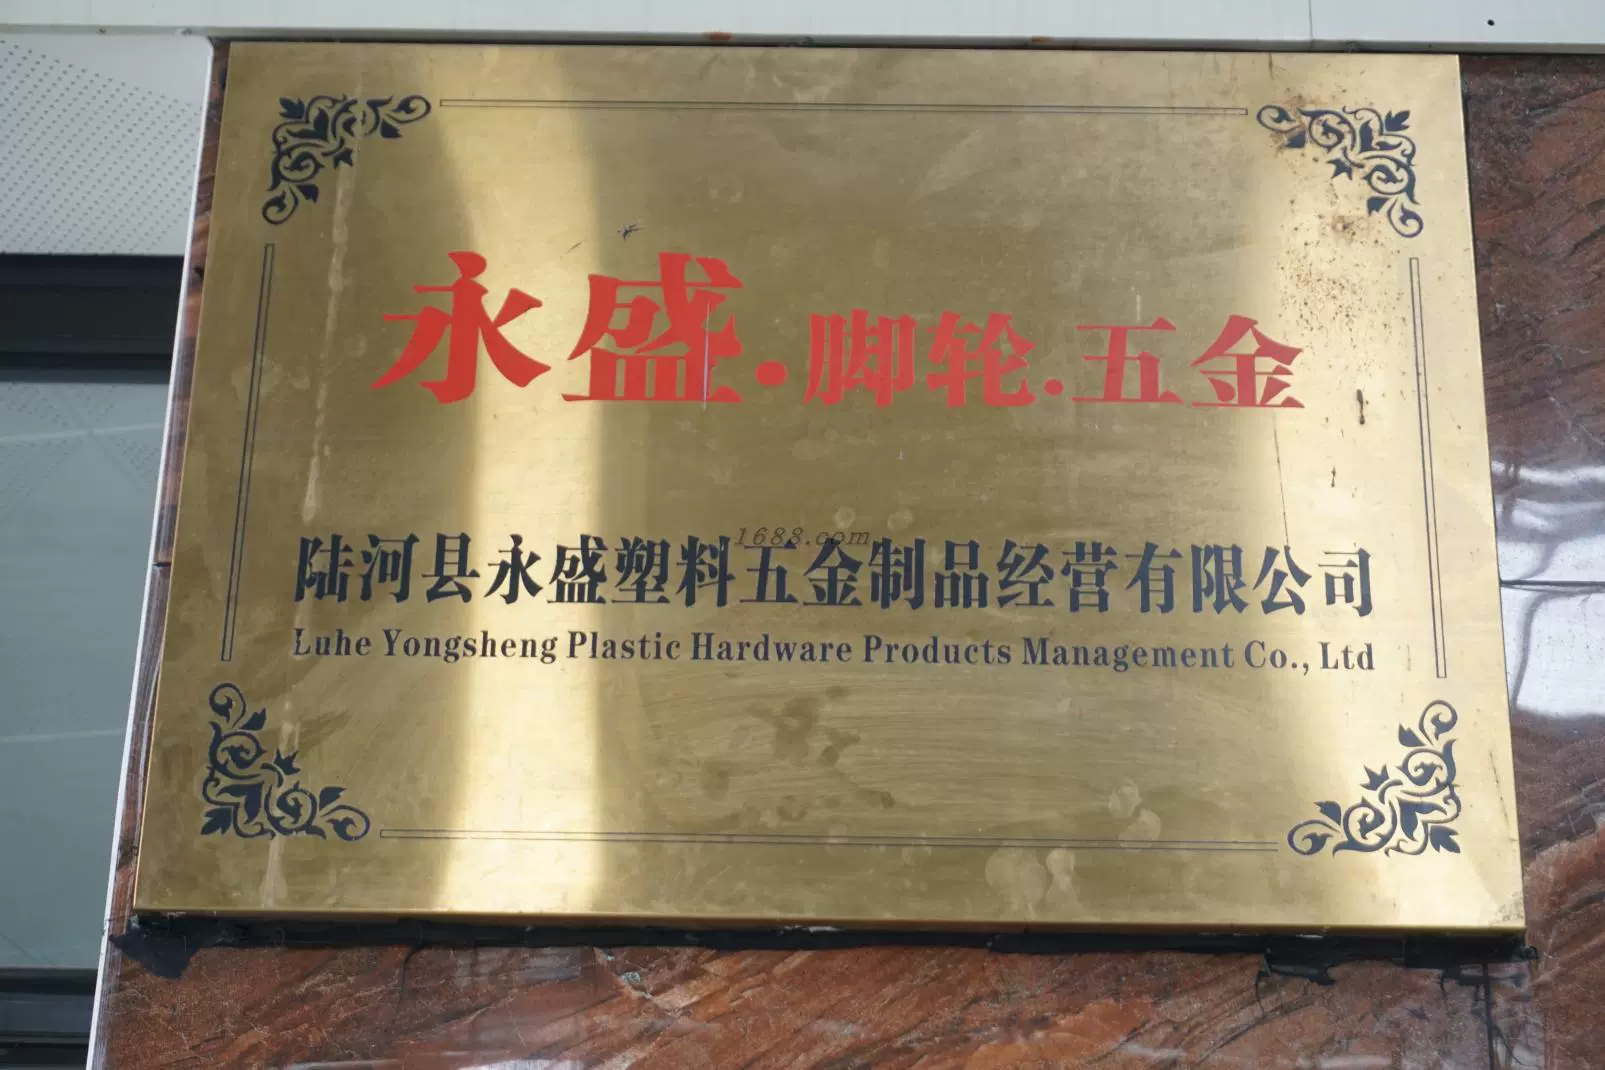 永盛·脚轮.五金
1688.com
陆河县永盛塑料五金制品经营有限公司
Luhe Yongsheng Plastic Hardware Products Management Co., Ltd